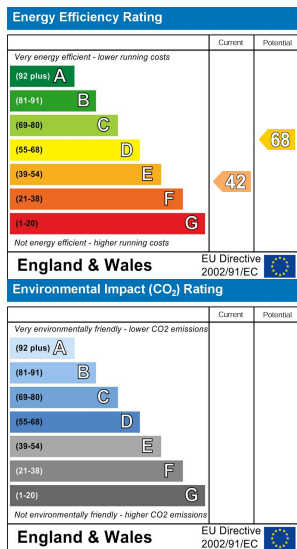 Energy Efficiency Rating
Current Potential
Very energy efficient - lower running costs
(92 plus) A
(81-91) B
(69-80) C
(55-68) D
(39-54) E
(21-38) F
(1-20) G
42
68
Not energy efficient - higher running costs
England & Wales
EU Directive
2002/91/EC
Environmental Impact (CO₂) Rating
Current Potential
Very environmentally friendly - lower CO2 emissions
(92 plus) A
(81-91) B
(69-80) C
(55-68) D
(39-54) E
(21-38) F
(1-20) G
Not environmentally friendly - higher CO2 emissions
England & Wales
EU Directive
2002/91/EC